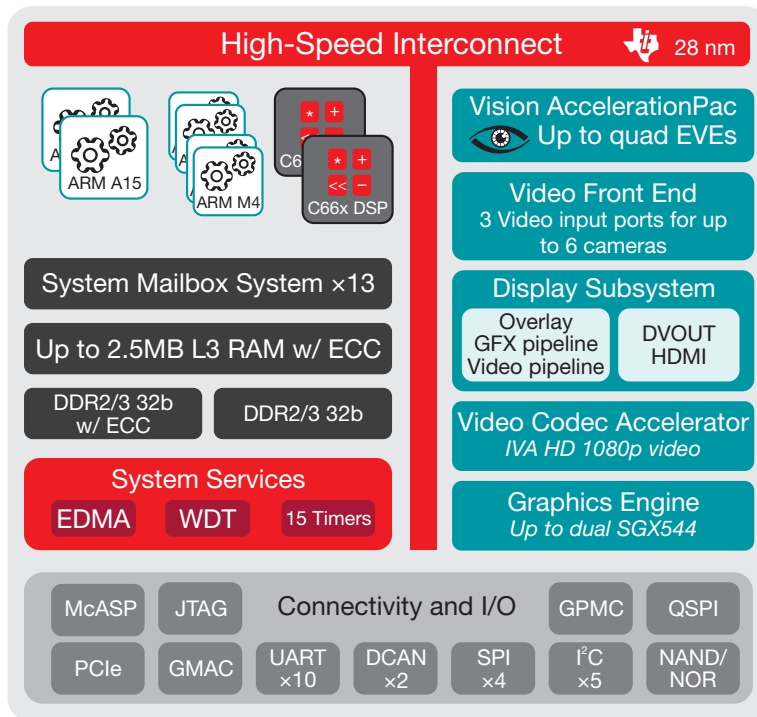 High-Speed Interconnect
28 nm
ARM A15
ARM M4
C66x DSP
System Mailbox System ×13
Up to 2.5MB L3 RAM w/ ECC
DDR2/3 32b
w/ ECC
DDR2/3 32b
System Services
EDMA
WDT
15 Timers
Vision AccelerationPac
Up to quad EVEs
Video Front End
3 Video input ports for up
to 6 cameras
Display Subsystem
Overlay
GFX pipeline
Video pipeline
DVOUT
HDMI
Video Codec Accelerator
IVA HD 1080p video
Graphics Engine
Up to dual SGX544
McASP
JTAG
Connectivity and I/O
GPMC
QSPI
PCIe
GMAC
UART
×10
DCAN
×2
SPI
×4
I²C
×5
NAND/
NOR